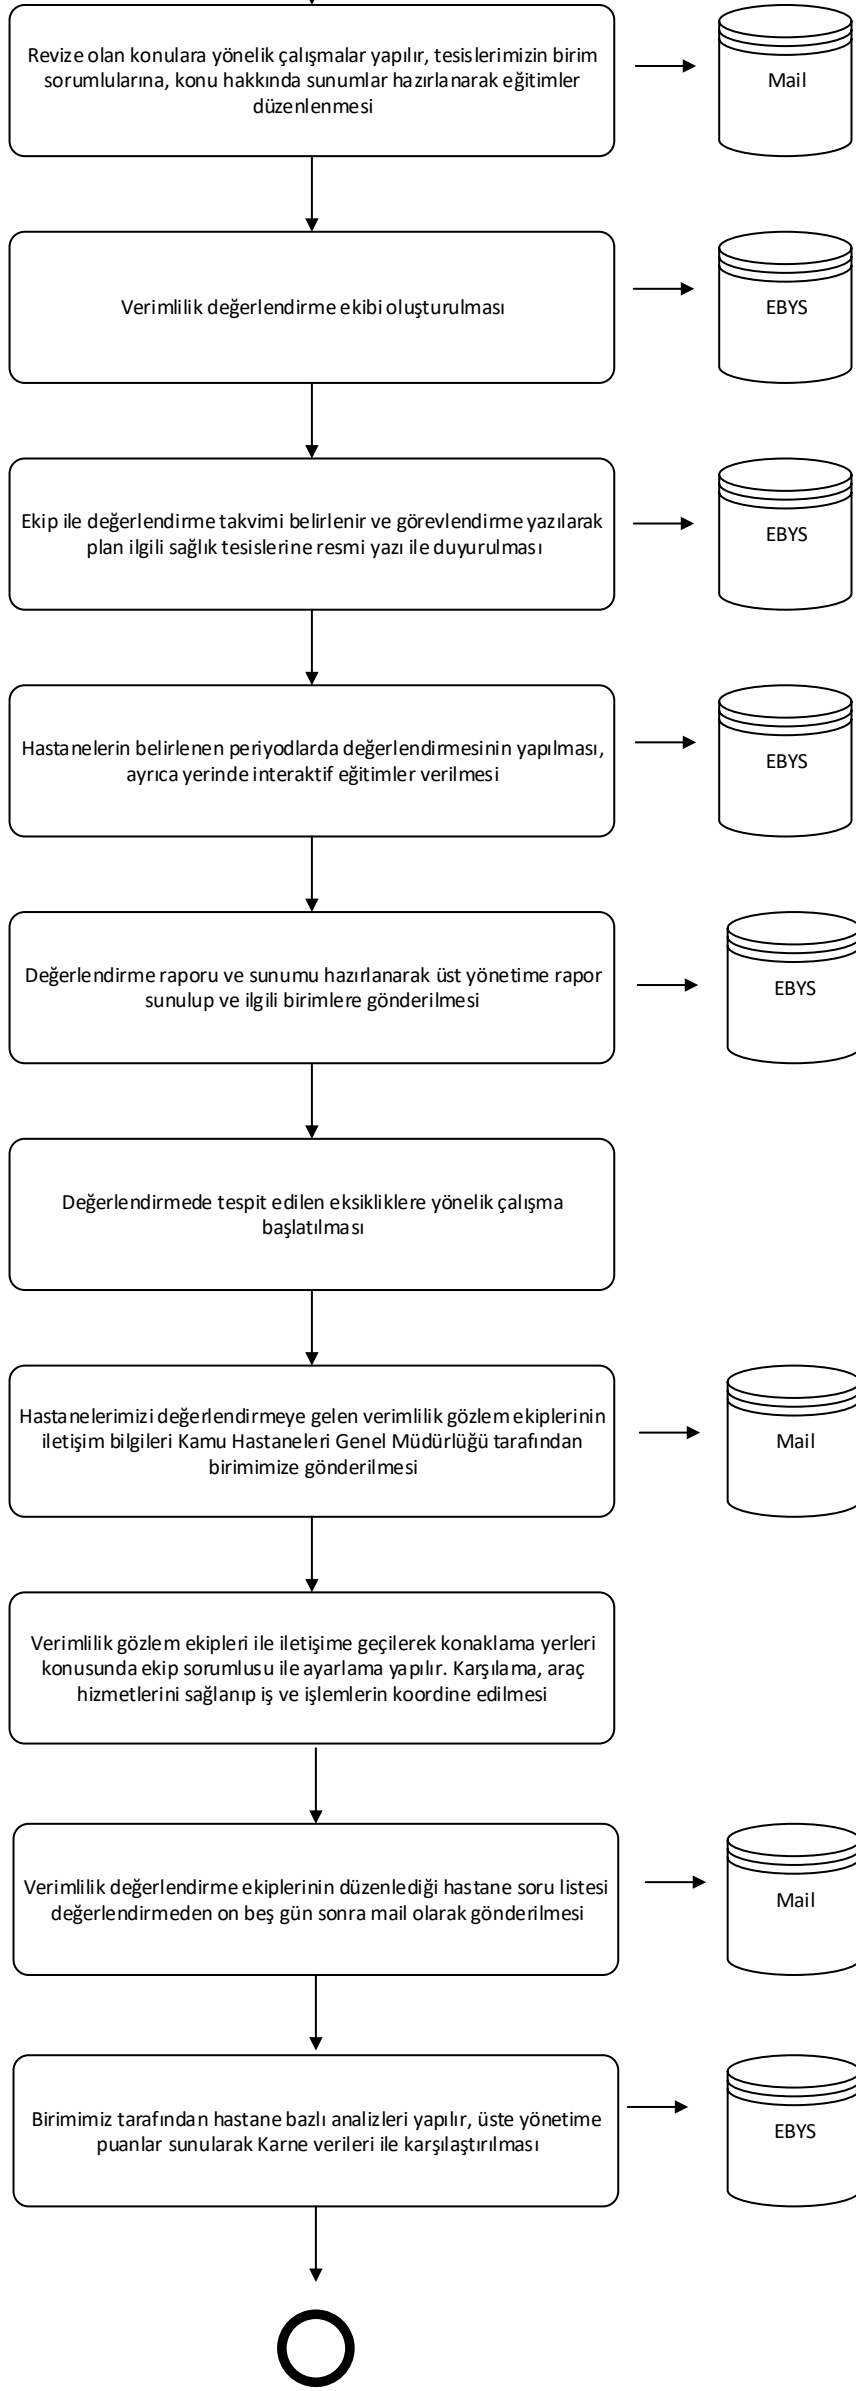 Revize olan konulara yönelik çalışmalar yapılır, tesislerimizin birim
sorumlularına, konu hakkında sunumlar hazırlanarak eğitimler
düzenlenmesi
Mail
Verimlilik değerlendirme ekibi oluşturulması
EBYS
Ekip ile değerlendirme takvimi belirlenir ve görevlendirme yazılarak
plan ilgili sağlık tesislerine resmi yazı ile duyurulması
EBYS
Hastanelerin belirlenen periyodlarda değerlendirmesinin yapılması,
ayrıca yerinde interaktif eğitimler verilmesi
EBYS
Değerlendirme raporu ve sunumu hazırlanarak üst yönetime rapor
sunulup ve ilgili birimlere gönderilmesi
EBYS
Değerlendirmede tespit edilen eksikliklere yönelik çalışma
başlatılması
Hastanelerimizi değerlendirmeye gelen verimlilik gözlem ekiplerinin
iletişim bilgileri Kamu Hastaneleri Genel Müdürlüğü tarafından
birimimize gönderilmesi
Mail
Verimlilik gözlem ekipleri ile iletişime geçilerek konaklama yerleri
konusunda ekip sorumlusu ile ayarlama yapılır. Karşılama, araç
hizmetlerini sağlanıp iş ve işlemlerin koordine edilmesi
Verimlilik değerlendirme ekiplerinin düzenlediği hastane soru listesi
değerlendirmeden on beş gün sonra mail olarak gönderilmesi
Mail
Birimimiz tarafından hastane bazlı analizleri yapılır, üste yönetime
puanlar sunularak Karne verileri ile karşılaştırılması
EBYS